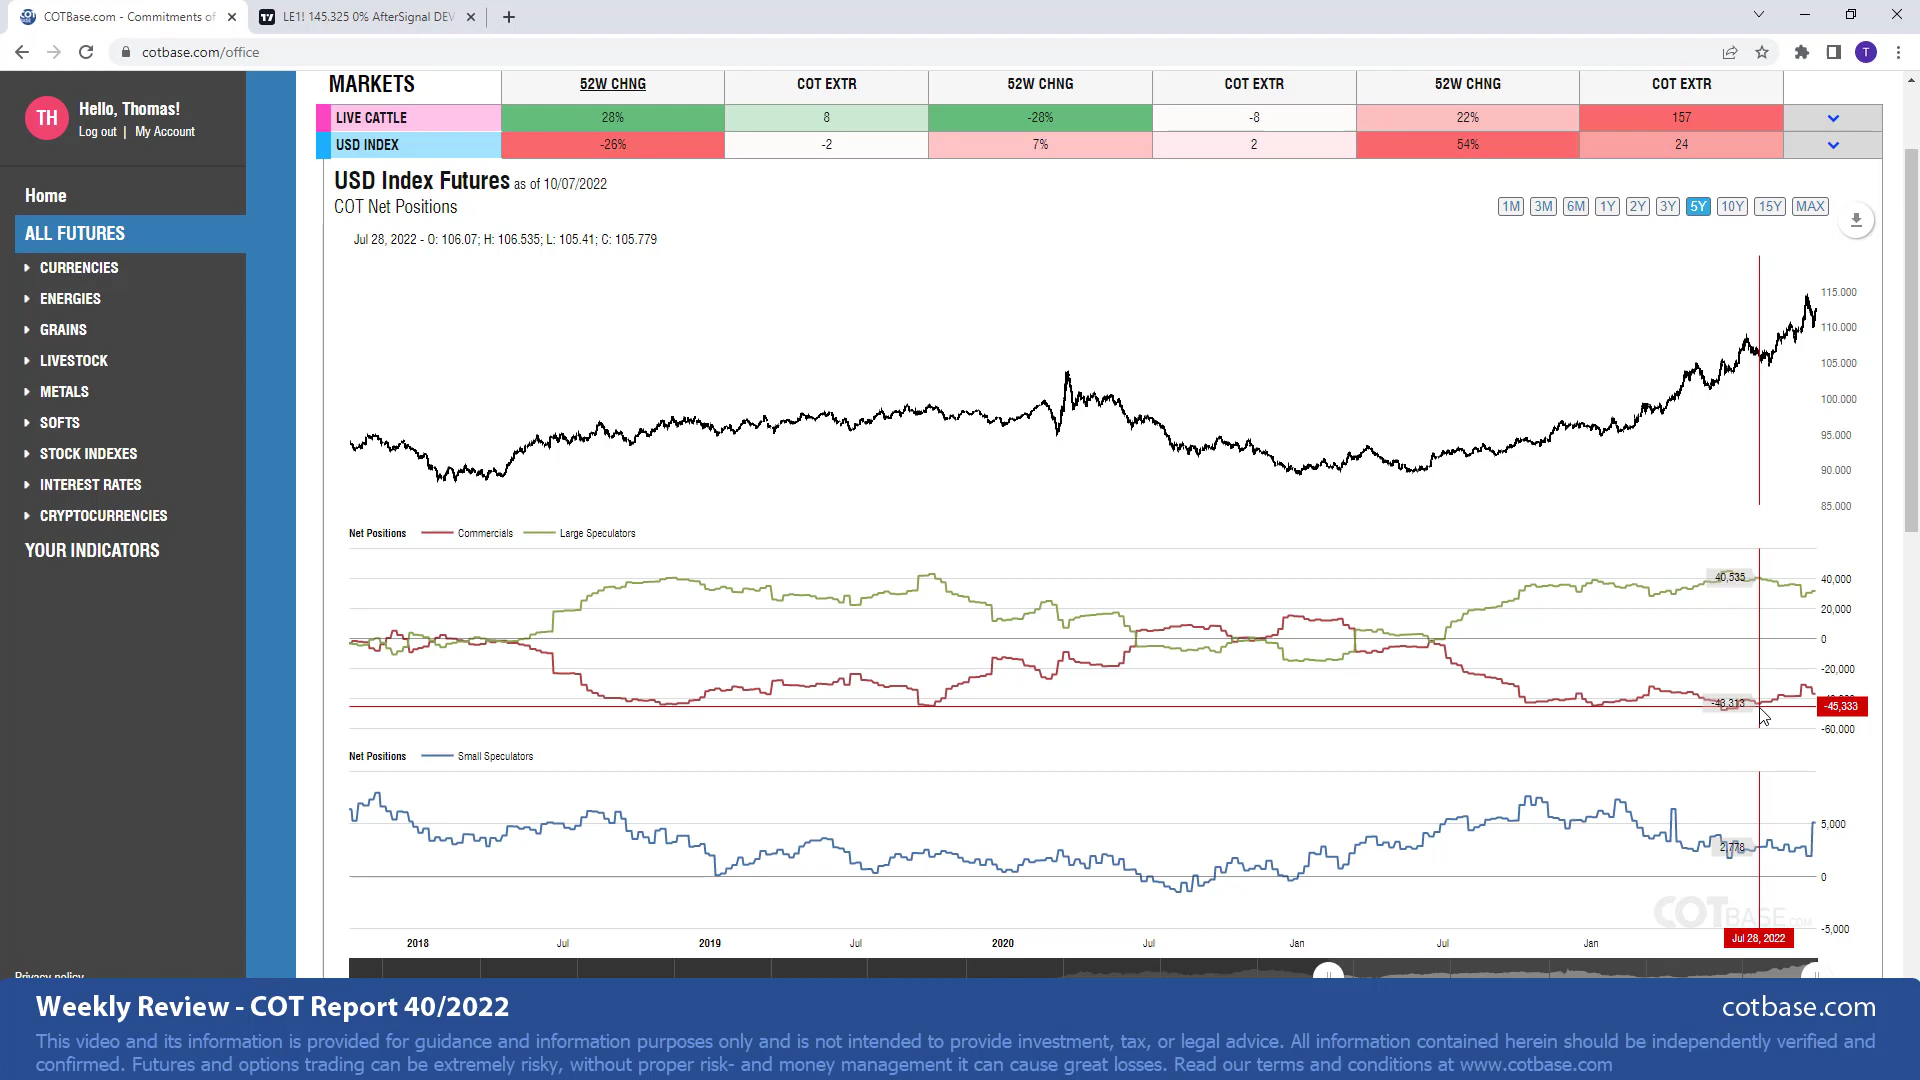 COTBase.com - Commitments of
LE1! 145.325 0% AfterSignal DEV
cotbase.com/office
T
TH
Hello, Thomas!
Log out | My Account
Home
ALL FUTURES
CURRENCIES
ENERGIES
GRAINS
LIVESTOCK
METALS
SOFTS
STOCK INDEXES
INTEREST RATES
CRYPTOCURRENCIES
YOUR INDICATORS
Privacy policy
MARKETS 52W CHNG COT EXTR 52W CHNG COT EXTR 52W CHNG COT EXTR
LIVE CATTLE 28% 8 -28% -8 22% 157
USD INDEX -26% -2 7% 2 54% 24
USD Index Futures as of 10/07/2022
COT Net Positions
1M 3M 6M 1Y 2Y 3Y 5Y 10Y 15Y MAX
Jul 28, 2022 - O: 106.07; H: 106.535; L: 105.41; C: 105.779
115.000
110.000
105.000
100.000
95.000
90.000
85.000
Net Positions Commercials Large Speculators
40,535
40,000
20,000
0
-20,000
-43,313
-45,333
-60,000
Net Positions Small Speculators
5,000
2,778
0
COTBASE.COM
-5,000
2018 Jul 2019 Jul 2020 Jul Jan Jul Jan Jul 28, 2022
Weekly Review - COT Report 40/2022
cotbase.com
This video and its information is provided for guidance and information purposes only and is not intended to provide investment, tax, or legal advice. All information contained herein should be independently verified and
confirmed. Futures and options trading can be extremely risky, without proper risk- and money management it can cause great losses. Read our terms and conditions at www.cotbase.com